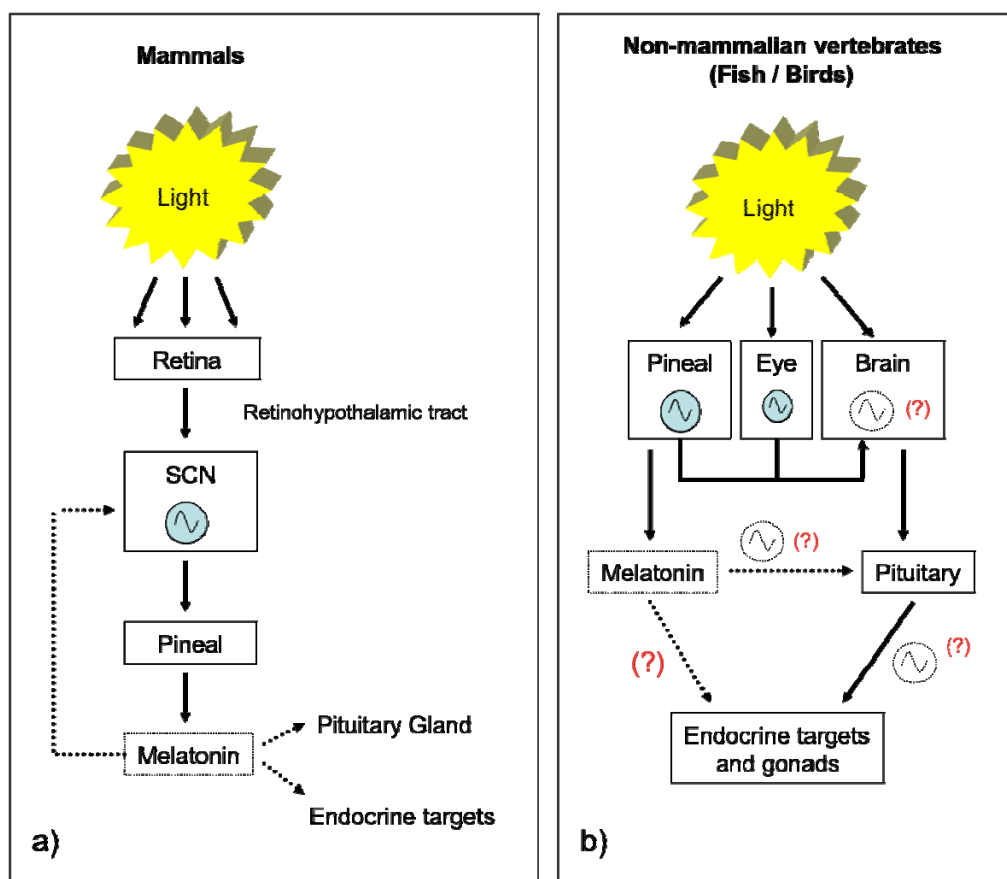 Mammals
Light
Retina
Retinohypothalamic tract
SCN
Pineal
Melatonin
Pituitary Gland
Endocrine targets
a)
Non-mammalian vertebrates
(Fish / Birds)
Light
Pineal
Eye
Brain
(?)
(?)
Melatonin
Pituitary
(?)
(?)
Endocrine targets
and gonads
b)